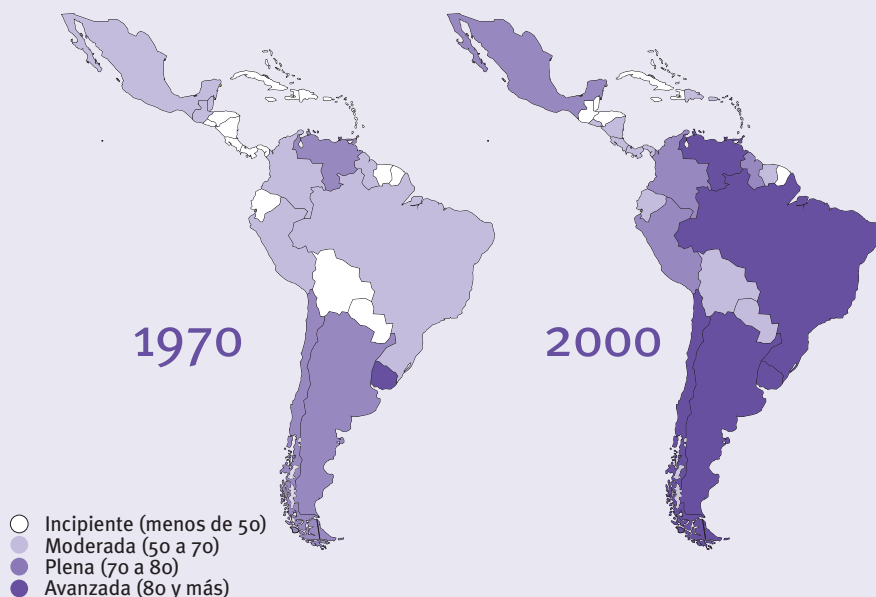 1970
2000
Incipiente (menos de 50)
Moderada (50 a 70)
Plena (70 a 80)
Avanzada (80 y más)